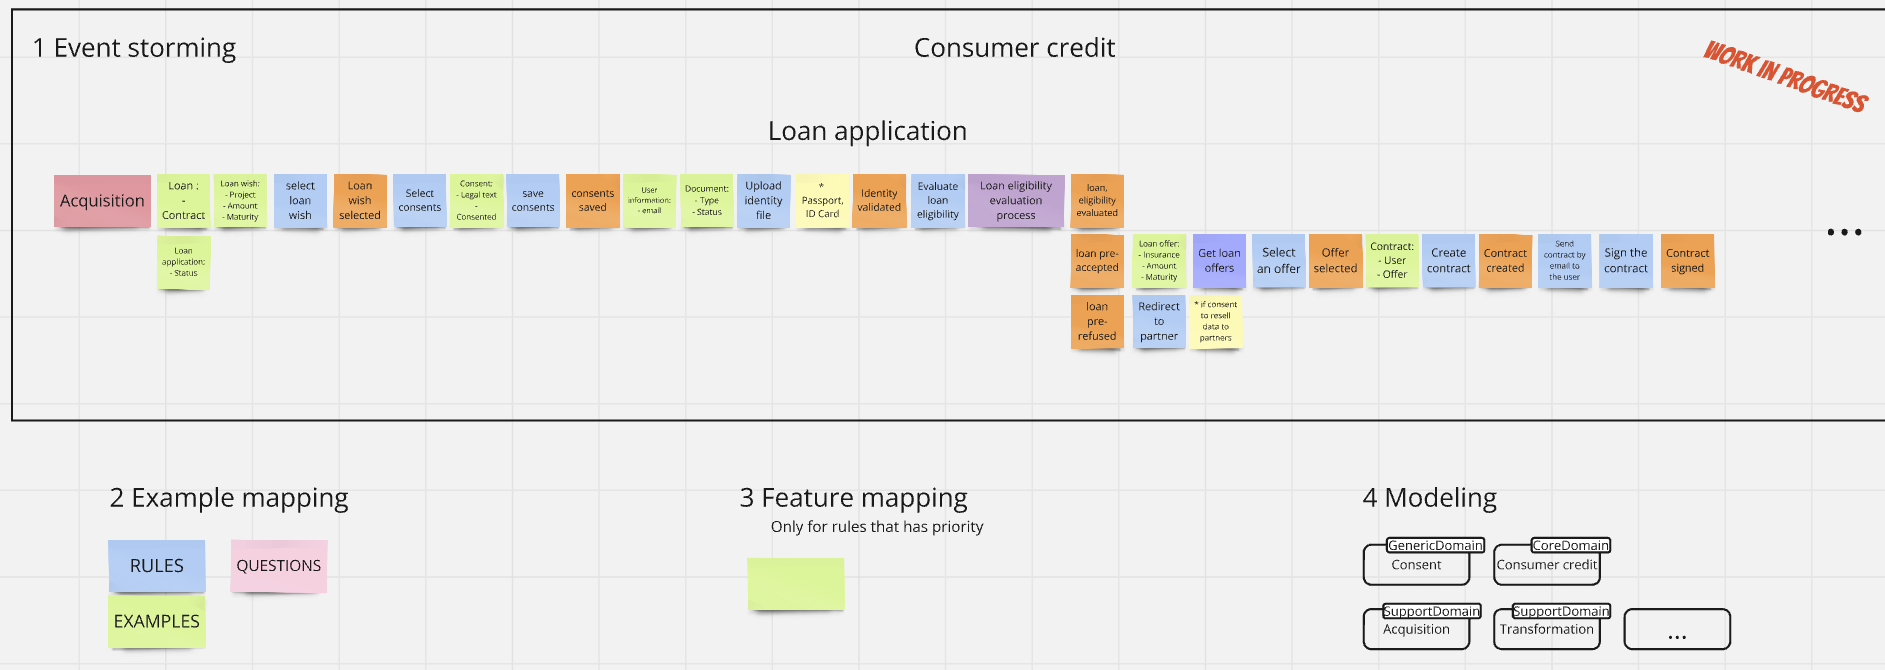 1 Event storming
Consumer credit
WORK IN PROGRESS
Loan application
Acquisition
Loan :
-
Contract
Loan wish:
- Project
- Amount
- Maturity
select
loan
wish
Loan
wish
selected
Select
consents
Consent:
- Legal text
-
Consented
save
consents
consents
saved
User
information:
- email
Document:
- Type
- Status
Upload
identity
file
*
Passport,
ID Card
Identity
validated
Evaluate
loan
eligibility
Loan eligibility
evaluation
process
loan,
eligibility
evaluated
...
Loan
application:
- Status
loan pre-
accepted
Loan offer:
- Insurance
- Amount
- Maturity
Get loan
offers
Select
an offer
Offer
selected
Contract:
- User
- Offer
Create
contract
Contract
created
Send
contract by
email to
the user
Sign the
contract
Contract
signed
loan
pre-
refused
Redirect
to
partner
* if consent
to resell
data to
partners
2 Example mapping
RULES
QUESTIONS
EXAMPLES
3 Feature mapping
Only for rules that has priority
4 Modeling
GenericDomain
Consent
CoreDomain
Consumer credit
SupportDomain
Acquisition
SupportDomain
Transformation
...